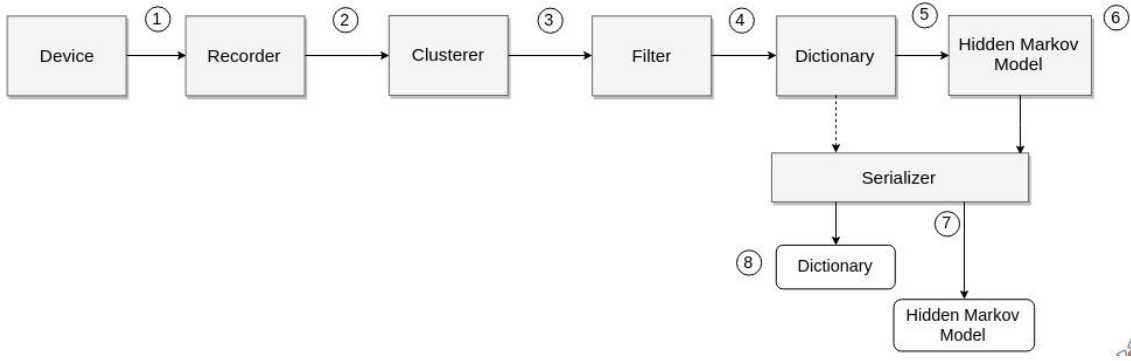 1
2
3
4
5
6
Device
Recorder
Clusterer
Filter
Dictionary
Hidden Markov
Model
Serializer
7
8
Dictionary
Hidden Markov
Model